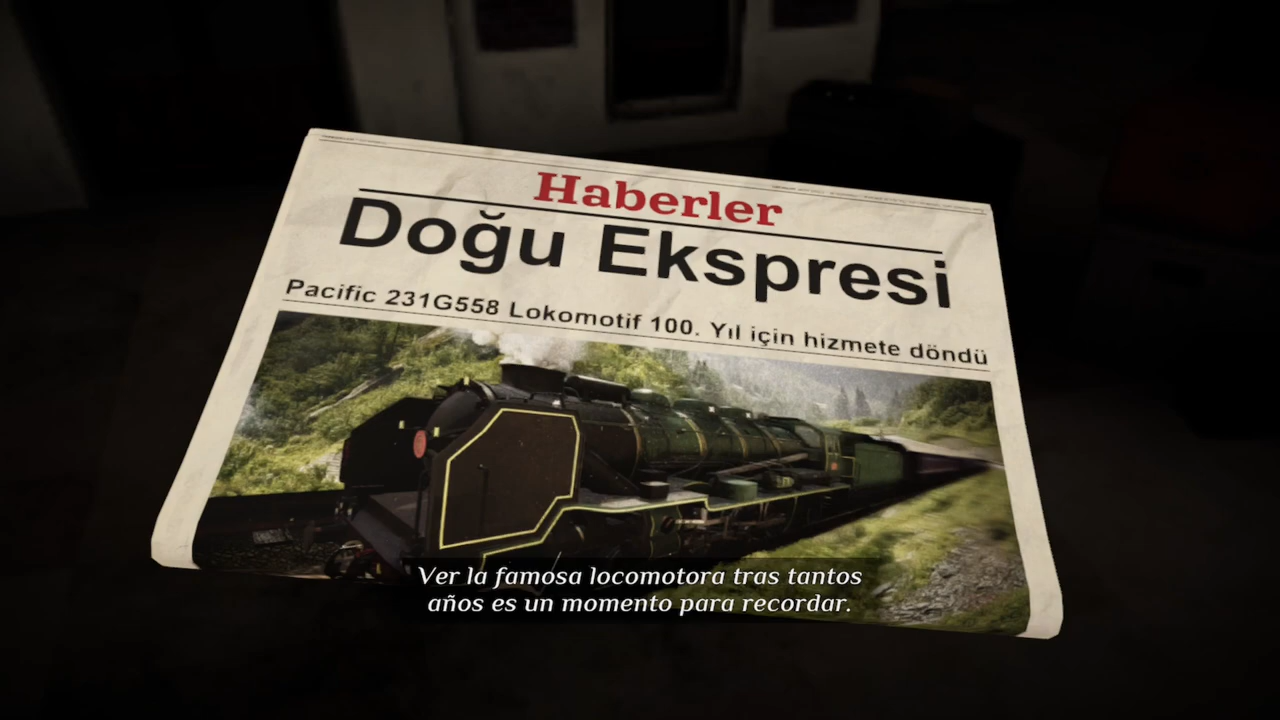 Haberler
Doğu Ekspresi
Pacific 231G558 Lokomotif 100. Yıl için hizmete döndü
Ver la famosa locomotora tras tantos
años es un momento para recordar.